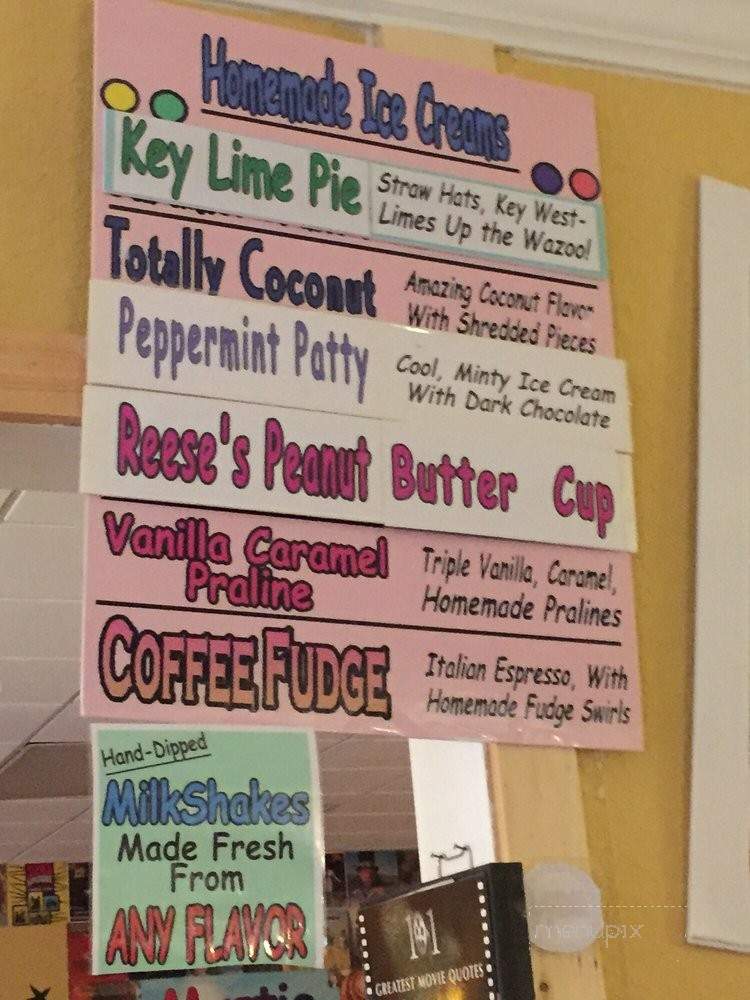 Homemade Ice Creams
Key Lime Pie
Straw Hats, Key West-
Limes Up the Wazoo!
Totally Coconut
Amazing Coconut Flavor
With Shredded Pieces
Peppermint Patty
Cool, Minty Ice Cream
With Dark Chocolate
Reese's Peanut Butter Cup
Vanilla Caramel
Praline
Triple Vanilla, Caramel,
Homemade Pralines
COFFEE FUDGE
Italian Espresso, With
Homemade Fudge Swirls
Hand-Dipped
MilkShakes
Made Fresh
From
ANY FLAVOR
101
GREATEST MOVIE QUOTES
menupix